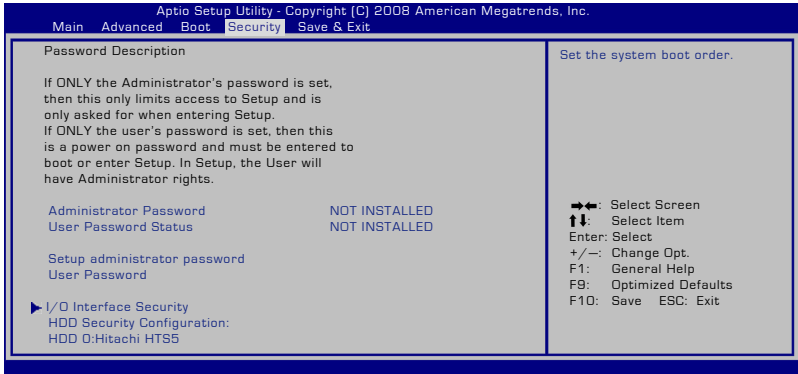 Aptio Setup Utility - Copyright (C) 2008 American Megatrends, Inc.
Main Advanced Boot Security Save & Exit
Password Description
If ONLY the Administrator's password is set,
then this only limits access to Setup and is
only asked for when entering Setup.
If ONLY the user's password is set, then this
is a power on password and must be entered to
boot or enter Setup. In Setup, the User will
have Administrator rights.
Administrator Password NOT INSTALLED
User Password Status NOT INSTALLED
Setup administrator password
User Password
I/O Interface Security
HDD Security Configuration:
HDD 0:Hitachi HTS5
Set the system boot order.
→←: Select Screen
↑↓: Select Item
Enter: Select
+/—: Change Opt.
F1: General Help
F9: Optimized Defaults
F10: Save ESC: Exit